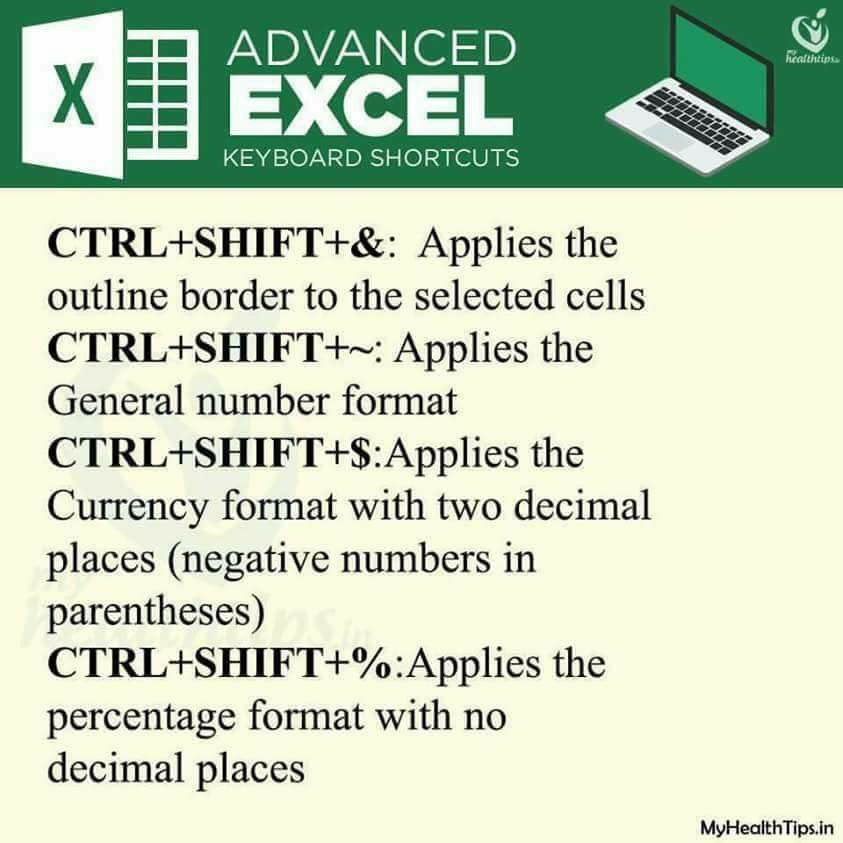 X
ADVANCED
EXCEL
KEYBOARD SHORTCUTS
my
healthtips.in
CTRL+SHIFT+&:  Applies the
outline border to the selected cells
CTRL+SHIFT+~: Applies the
General number format
CTRL+SHIFT+$:Applies the
Currency format with two decimal
places (negative numbers in
parentheses)
CTRL+SHIFT+%:Applies the
percentage format with no
decimal places
my
healthtips.in
MyHealthTips.in